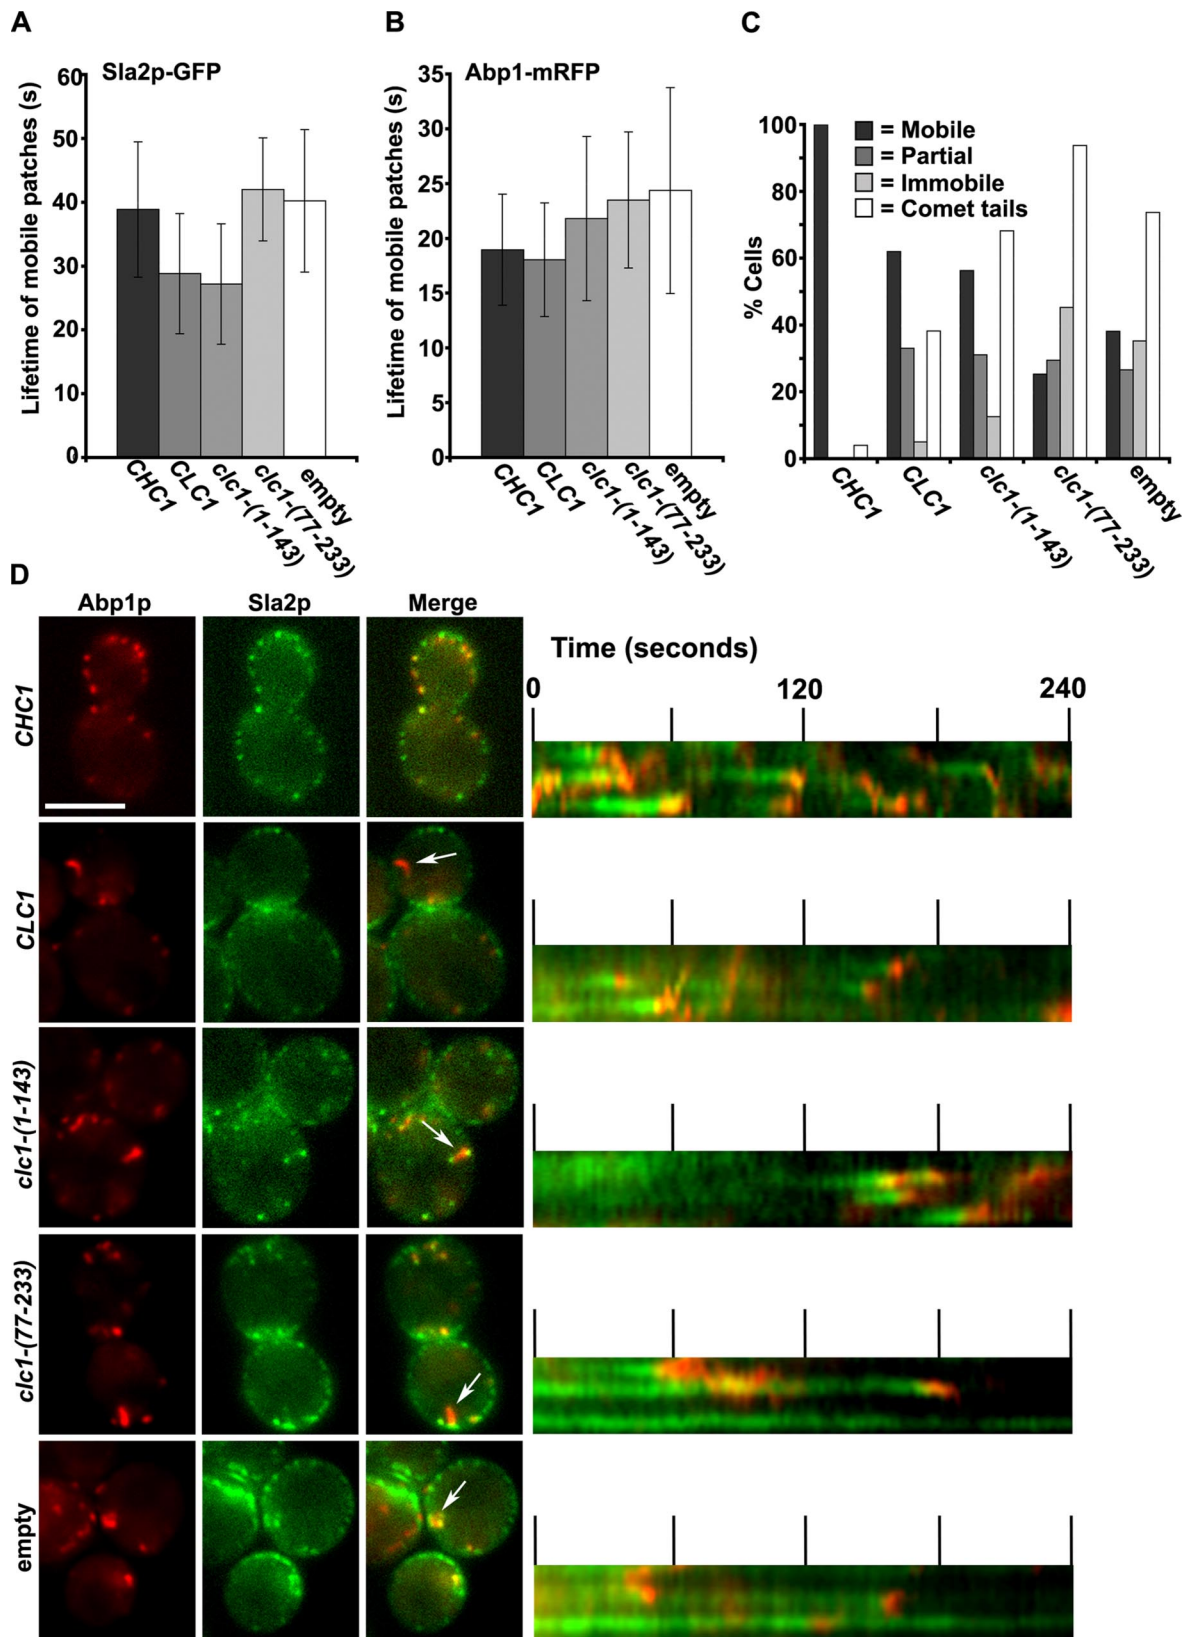 A
Sla2p-GFP
Lifetime of mobile patches (s)
60
50
40
30
20
10
0
CHC1
CLC1
clc1-(1-143)
clc1-(77-233)
empty
B
Abp1-mRFP
Lifetime of mobile patches (s)
35
30
25
20
15
10
5
0
CHC1
CLC1
clc1-(1-143)
clc1-(77-233)
empty
C
% Cells
100
80
60
40
20
0
= Mobile
= Partial
= Immobile
= Comet tails
CHC1
CLC1
clc1-(1-143)
clc1-(77-233)
empty
D
Abp1p
Sla2p
Merge
Time (seconds)
0
120
240
CHC1
CLC1
clc1-(1-143)
clc1-(77-233)
empty